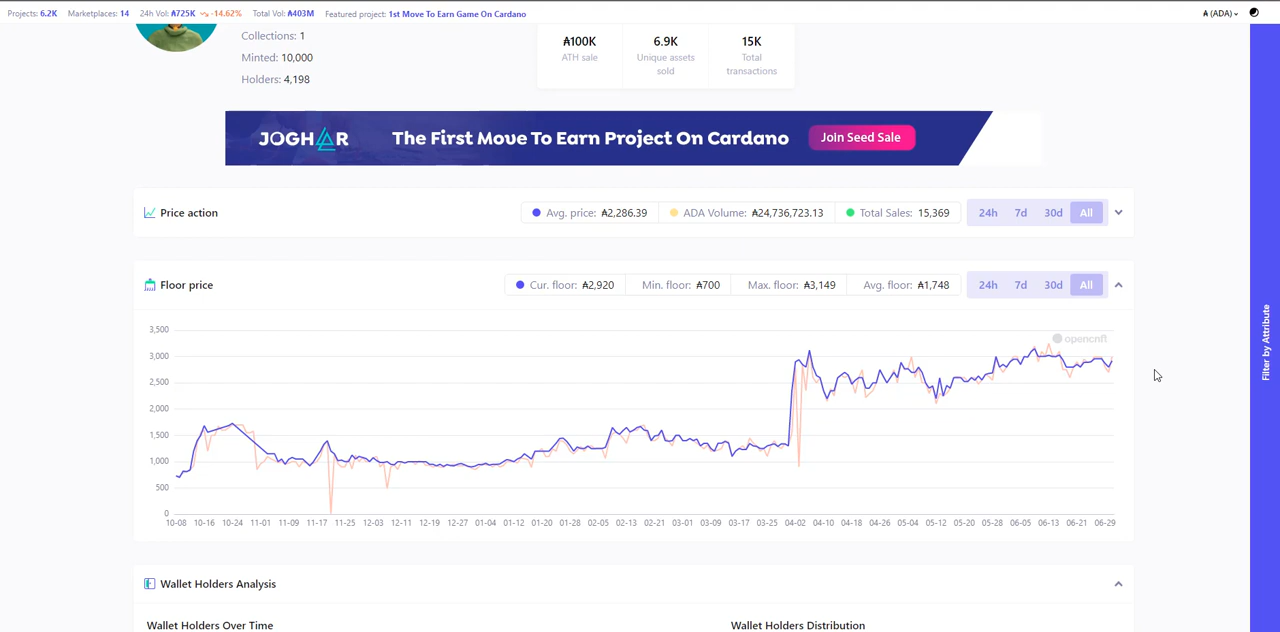 Projects: 6.2K Marketplaces: 14 24h Vol: ₳725K -14.62% Total Vol: ₳403M Featured project: 1st Move To Earn Game On Cardano ₳ (ADA)
Collections: 1
Minted: 10,000
Holders: 4,198
₳100K 6.9K 15K
ATH sale Unique assets Total
sold transactions
JOGHAR The First Move To Earn Project On Cardano Join Seed Sale
Price action Avg. price: ₳2,286.39 ADA Volume: ₳24,736,723.13 Total Sales: 15,369 24h 7d 30d All
Floor price Cur. floor: ₳2,920 Min. floor: ₳700 Max. floor: ₳3,149 Avg. floor: ₳1,748 24h 7d 30d All
3,500
opencnft
3,000
2,500
2,000
1,500
1,000
500
0
10-08 10-16 10-24 11-01 11-09 11-17 11-25 12-03 12-11 12-19 12-27 01-04 01-12 01-20 01-28 02-05 02-13 02-21 03-01 03-09 03-17 03-25 04-02 04-10 04-18 04-26 05-04 05-12 05-20 05-28 06-05 06-13 06-21 06-29
Filter by Attribute
Wallet Holders Analysis
Wallet Holders Over Time Wallet Holders Distribution